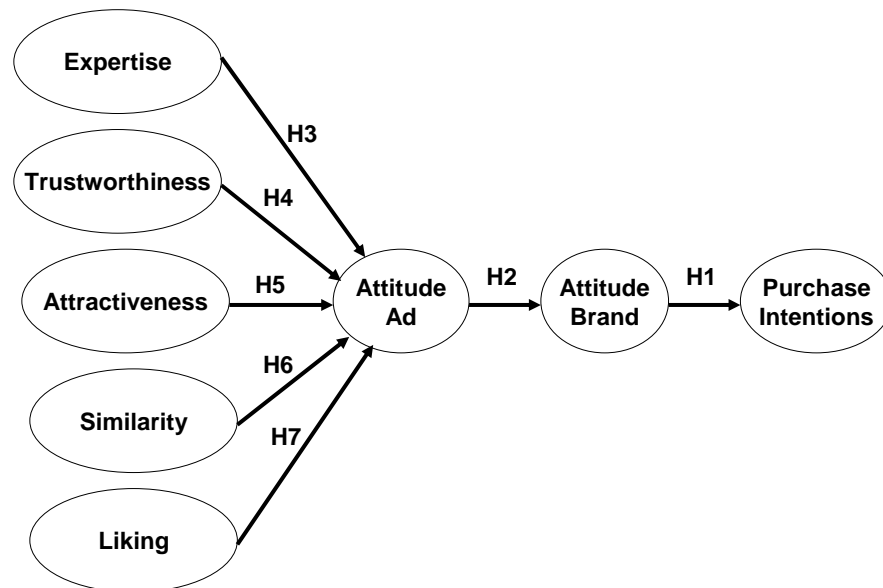 Expertise
H3
Trustworthiness
H4
Attractiveness
H5
Attitude
Ad
H2
Attitude
Brand
H1
Purchase
Intentions
H6
Similarity
H7
Liking